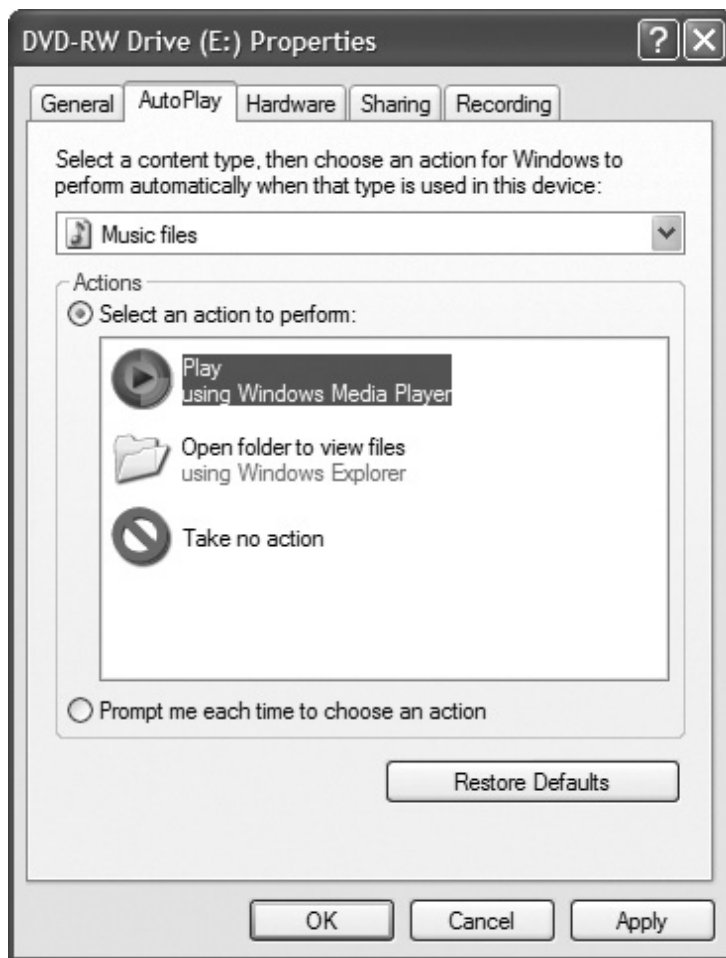 DVD-RW Drive (E:) Properties
General AutoPlay Hardware Sharing Recording
Select a content type, then choose an action for Windows to
perform automatically when that type is used in this device:
Music files
Actions
Select an action to perform:
Play
using Windows Media Player
Open folder to view files
using Windows Explorer
Take no action
Prompt me each time to choose an action
Restore Defaults
OK Cancel Apply